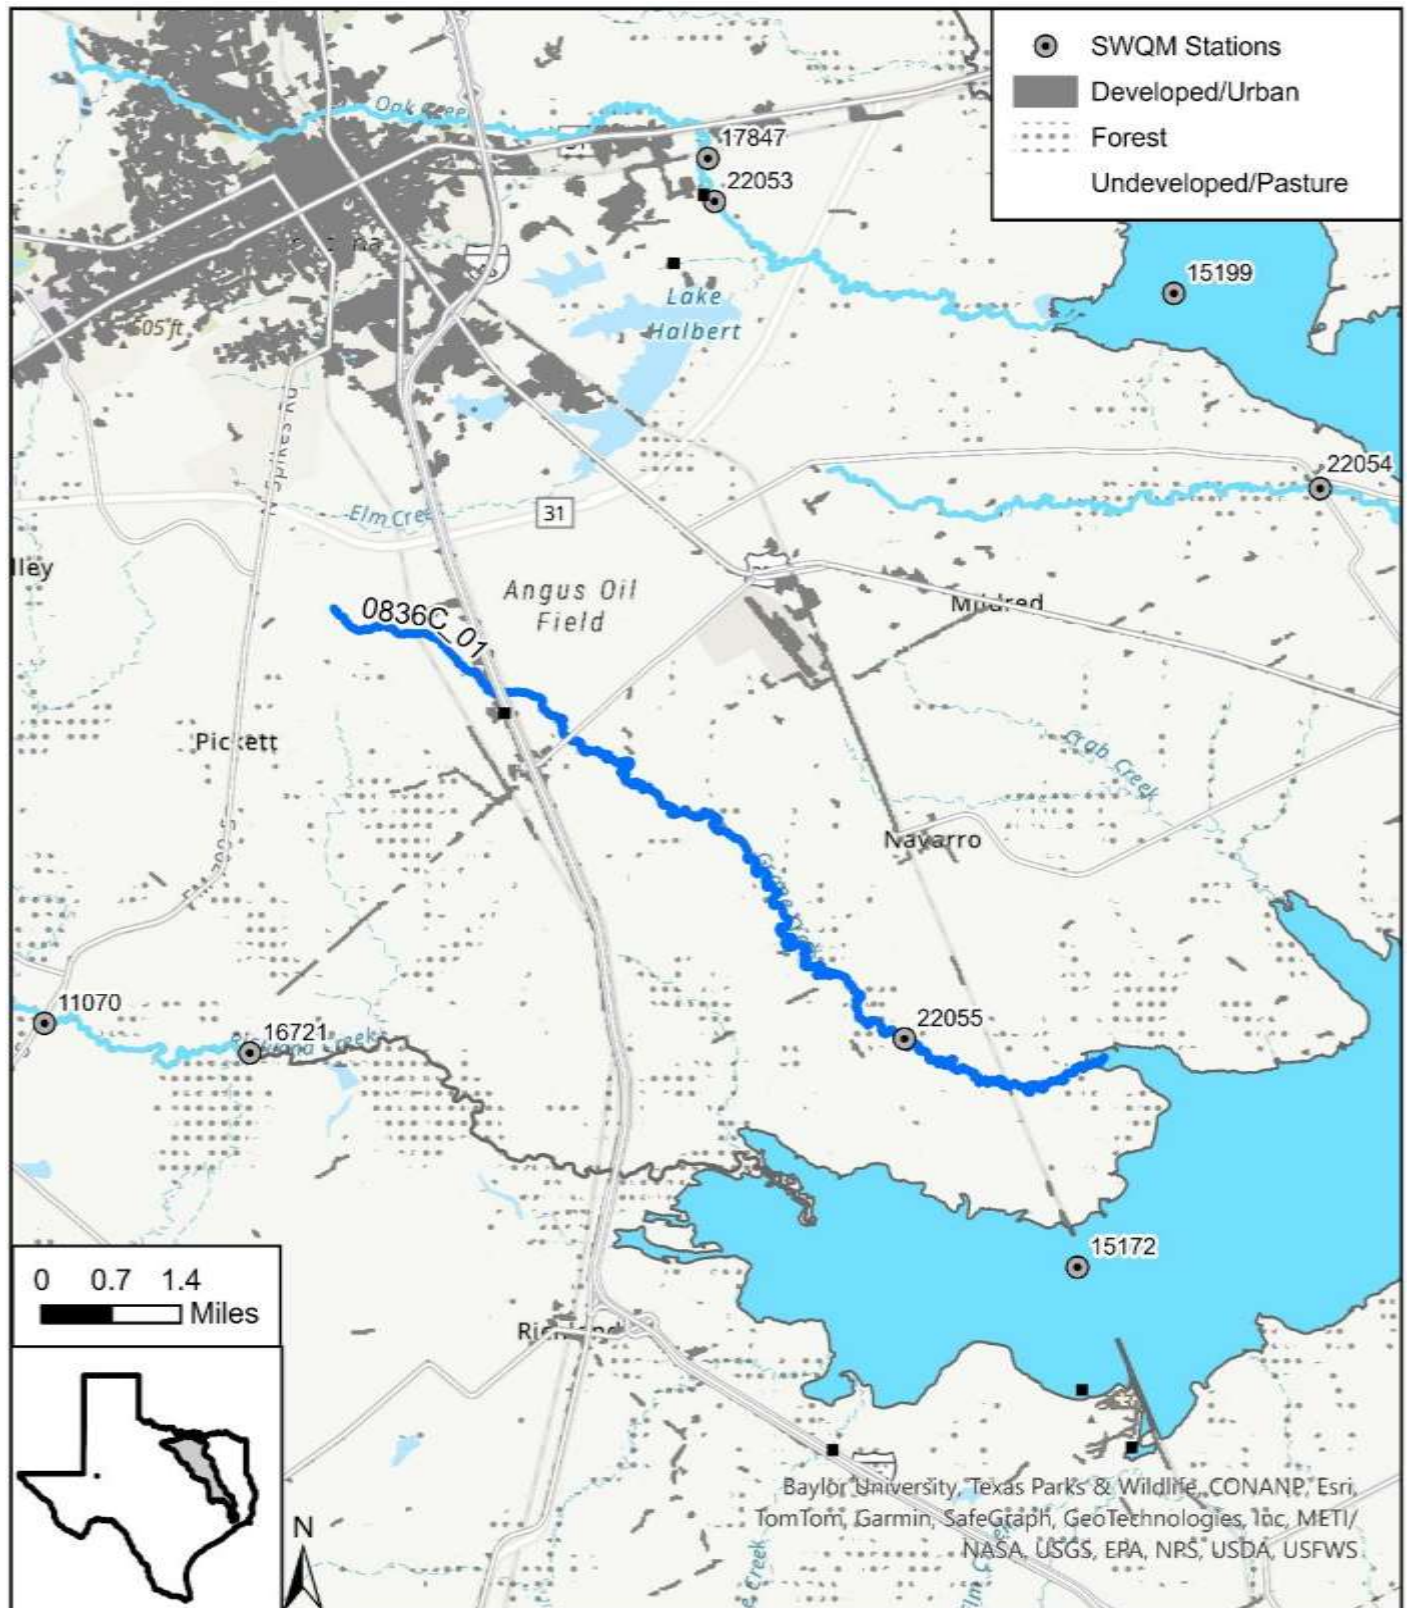 SWQM Stations
Developed/Urban
Forest
Undeveloped/Pasture
17847
22053
15199
Lake
Halbert
605 ft
22054
Elm Creek
31
Angus Oil
Field
Mildred
0836C_01
Pickett
Crab Creek
Navarro
11070
16721
22055
15172
0 0.7 1.4
Miles
Richland
N
Baylor University, Texas Parks & Wildlife, CONANP, Esri,
TomTom, Garmin, SafeGraph, GeoTechnologies, Inc, METI/
NASA, USGS, EPA, NPS, USDA, USFWS